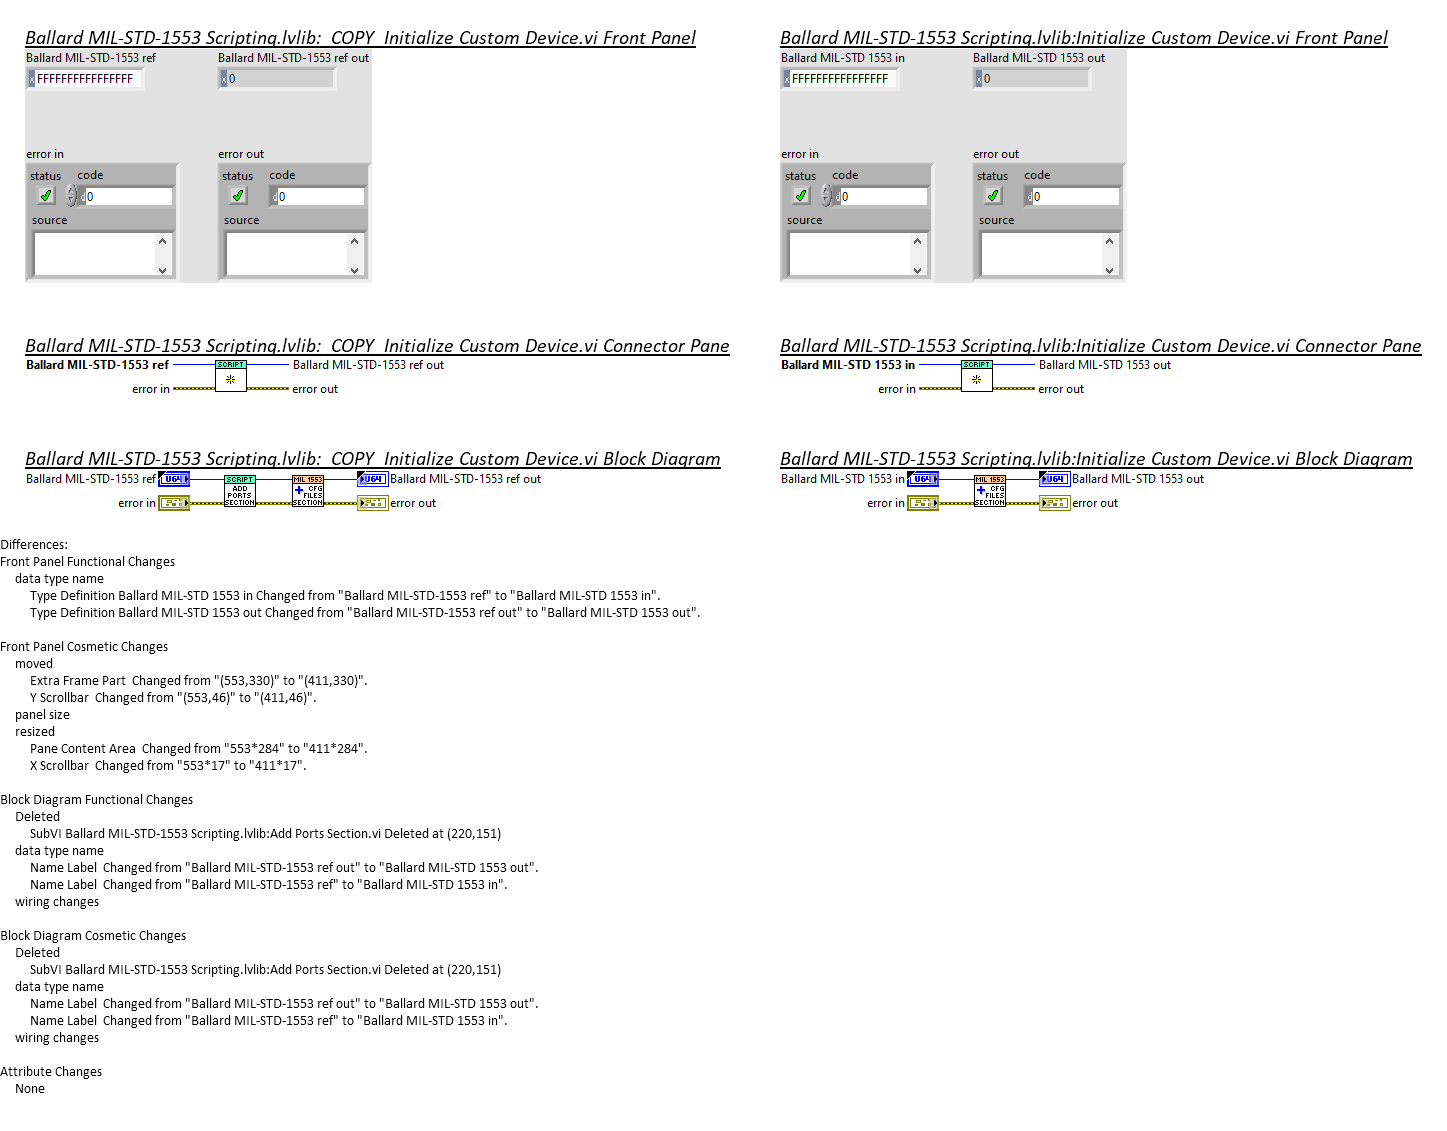 Ballard MIL-STD-1553 Scripting.lvlib:  COPY  Initialize Custom Device.vi Front Panel
Ballard MIL-STD-1553 ref
Ballard MIL-STD-1553 ref out
x FFFFFFFFFFFFFFFF
x 0
error in
error out
status
code
status
code
d 0
d 0
source
source
Ballard MIL-STD-1553 Scripting.lvlib:Initialize Custom Device.vi Front Panel
Ballard MIL-STD 1553 in
Ballard MIL-STD 1553 out
x FFFFFFFFFFFFFFFF
x 0
error in
error out
status
code
status
code
d 0
d 0
source
source
Ballard MIL-STD-1553 Scripting.lvlib:  COPY  Initialize Custom Device.vi Connector Pane
Ballard MIL-STD-1553 ref
SCRIPT
Ballard MIL-STD-1553 ref out
error in
error out
Ballard MIL-STD-1553 Scripting.lvlib:Initialize Custom Device.vi Connector Pane
Ballard MIL-STD 1553 in
SCRIPT
Ballard MIL-STD 1553 out
error in
error out
Ballard MIL-STD-1553 Scripting.lvlib:  COPY  Initialize Custom Device.vi Block Diagram
Ballard MIL-STD-1553 ref
U64
SCRIPT
ADD
PORTS
SECTION
MIL 1553
+ CFG
FILES
SECTION
U64
Ballard MIL-STD-1553 ref out
error in
error out
Ballard MIL-STD-1553 Scripting.lvlib:Initialize Custom Device.vi Block Diagram
Ballard MIL-STD 1553 in
U64
MIL 1553
+ CFG
FILES
SECTION
U64
Ballard MIL-STD 1553 out
error in
error out
Differences:
Front Panel Functional Changes
data type name
Type Definition Ballard MIL-STD 1553 in Changed from "Ballard MIL-STD-1553 ref" to "Ballard MIL-STD 1553 in".
Type Definition Ballard MIL-STD 1553 out Changed from "Ballard MIL-STD-1553 ref out" to "Ballard MIL-STD 1553 out".
Front Panel Cosmetic Changes
moved
Extra Frame Part  Changed from "(553,330)" to "(411,330)".
Y Scrollbar  Changed from "(553,46)" to "(411,46)".
panel size
resized
Pane Content Area  Changed from "553*284" to "411*284".
X Scrollbar  Changed from "553*17" to "411*17".
Block Diagram Functional Changes
Deleted
SubVI Ballard MIL-STD-1553 Scripting.lvlib:Add Ports Section.vi Deleted at (220,151)
data type name
Name Label  Changed from "Ballard MIL-STD-1553 ref out" to "Ballard MIL-STD 1553 out".
Name Label  Changed from "Ballard MIL-STD-1553 ref" to "Ballard MIL-STD 1553 in".
wiring changes
Block Diagram Cosmetic Changes
Deleted
SubVI Ballard MIL-STD-1553 Scripting.lvlib:Add Ports Section.vi Deleted at (220,151)
data type name
Name Label  Changed from "Ballard MIL-STD-1553 ref out" to "Ballard MIL-STD 1553 out".
Name Label  Changed from "Ballard MIL-STD-1553 ref" to "Ballard MIL-STD 1553 in".
wiring changes
Attribute Changes
None